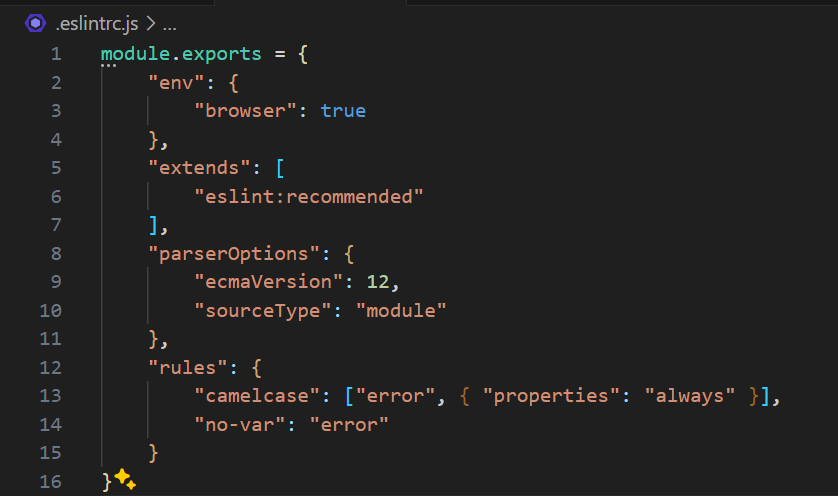 .eslintrc.js > ...
1 module.exports = {
2     "env": {
3         "browser": true
4     },
5     "extends": [
6         "eslint:recommended"
7     ],
8     "parserOptions": {
9         "ecmaVersion": 12,
10         "sourceType": "module"
11     },
12     "rules": {
13         "camelcase": ["error", { "properties": "always" }],
14         "no-var": "error"
15     }
16 }